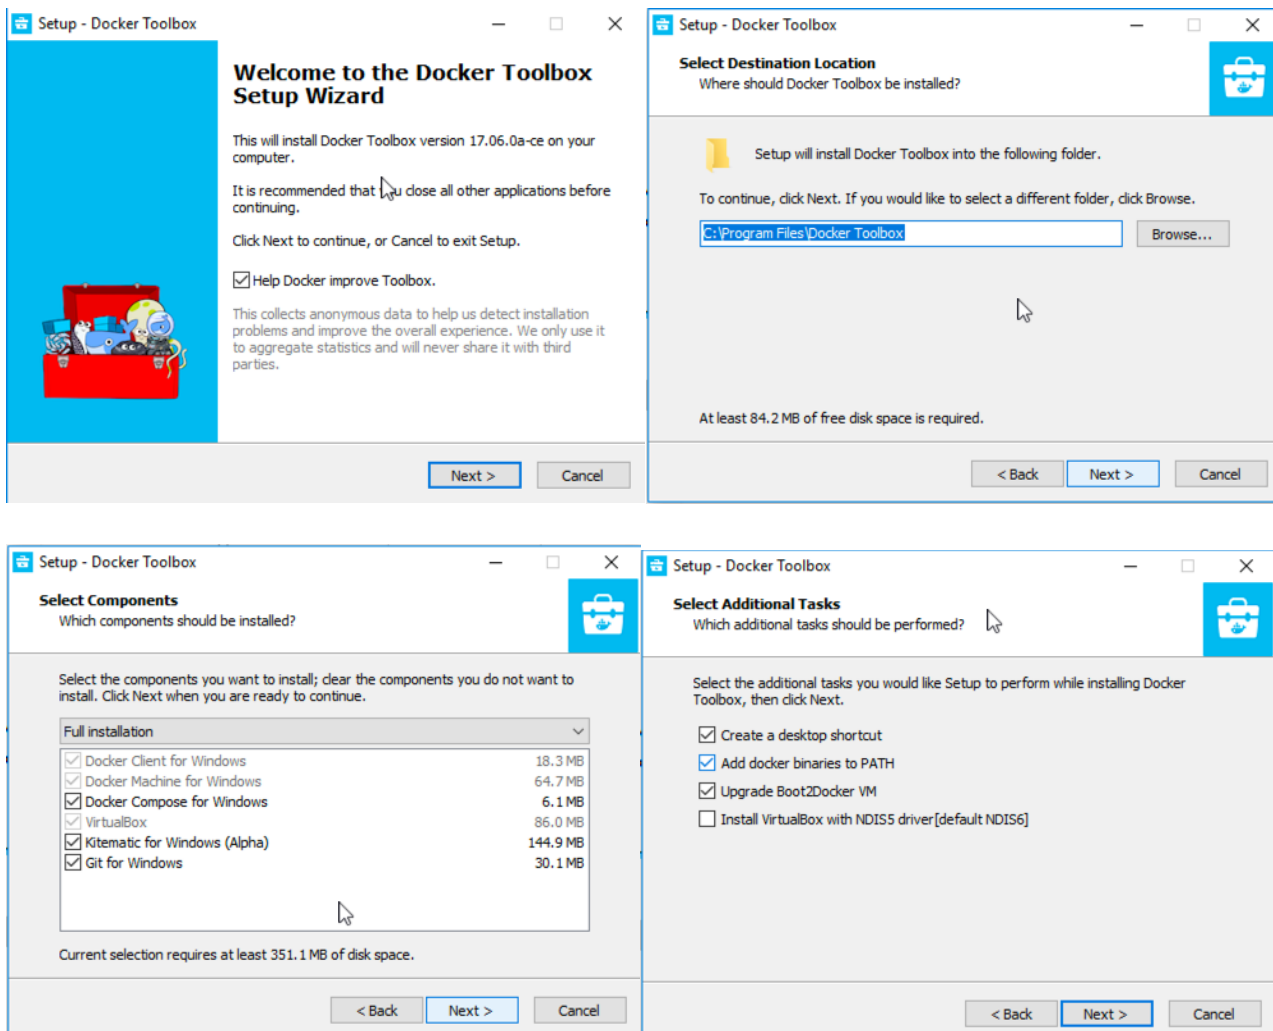 Setup - Docker Toolbox
Welcome to the Docker Toolbox
Setup Wizard
This will install Docker Toolbox version 17.06.0a-ce on your
computer.
It is recommended that you close all other applications before
continuing.
Click Next to continue, or Cancel to exit Setup.
Help Docker improve Toolbox.
This collects anonymous data to help us detect installation
problems and improve the overall experience. We only use it
to aggregate statistics and will never share it with third
parties.
Next >
Cancel
Setup - Docker Toolbox
Select Destination Location
Where should Docker Toolbox be installed?
Setup will install Docker Toolbox into the following folder.
To continue, click Next. If you would like to select a different folder, click Browse.
C:\Program Files\Docker Toolbox
Browse...
At least 84.2 MB of free disk space is required.
< Back
Next >
Cancel
Setup - Docker Toolbox
Select Components
Which components should be installed?
Select the components you want to install; clear the components you do not want to
install. Click Next when you are ready to continue.
Full installation
Docker Client for Windows 18.3 MB
Docker Machine for Windows 64.7 MB
Docker Compose for Windows 6.1 MB
VirtualBox 86.0 MB
Kitematic for Windows (Alpha) 144.9 MB
Git for Windows 30.1 MB
Current selection requires at least 351.1 MB of disk space.
< Back
Next >
Cancel
Setup - Docker Toolbox
Select Additional Tasks
Which additional tasks should be performed?
Select the additional tasks you would like Setup to perform while installing Docker
Toolbox, then click Next.
Create a desktop shortcut
Add docker binaries to PATH
Upgrade Boot2Docker VM
Install VirtualBox with NDIS5 driver[default NDIS6]
< Back
Next >
Cancel